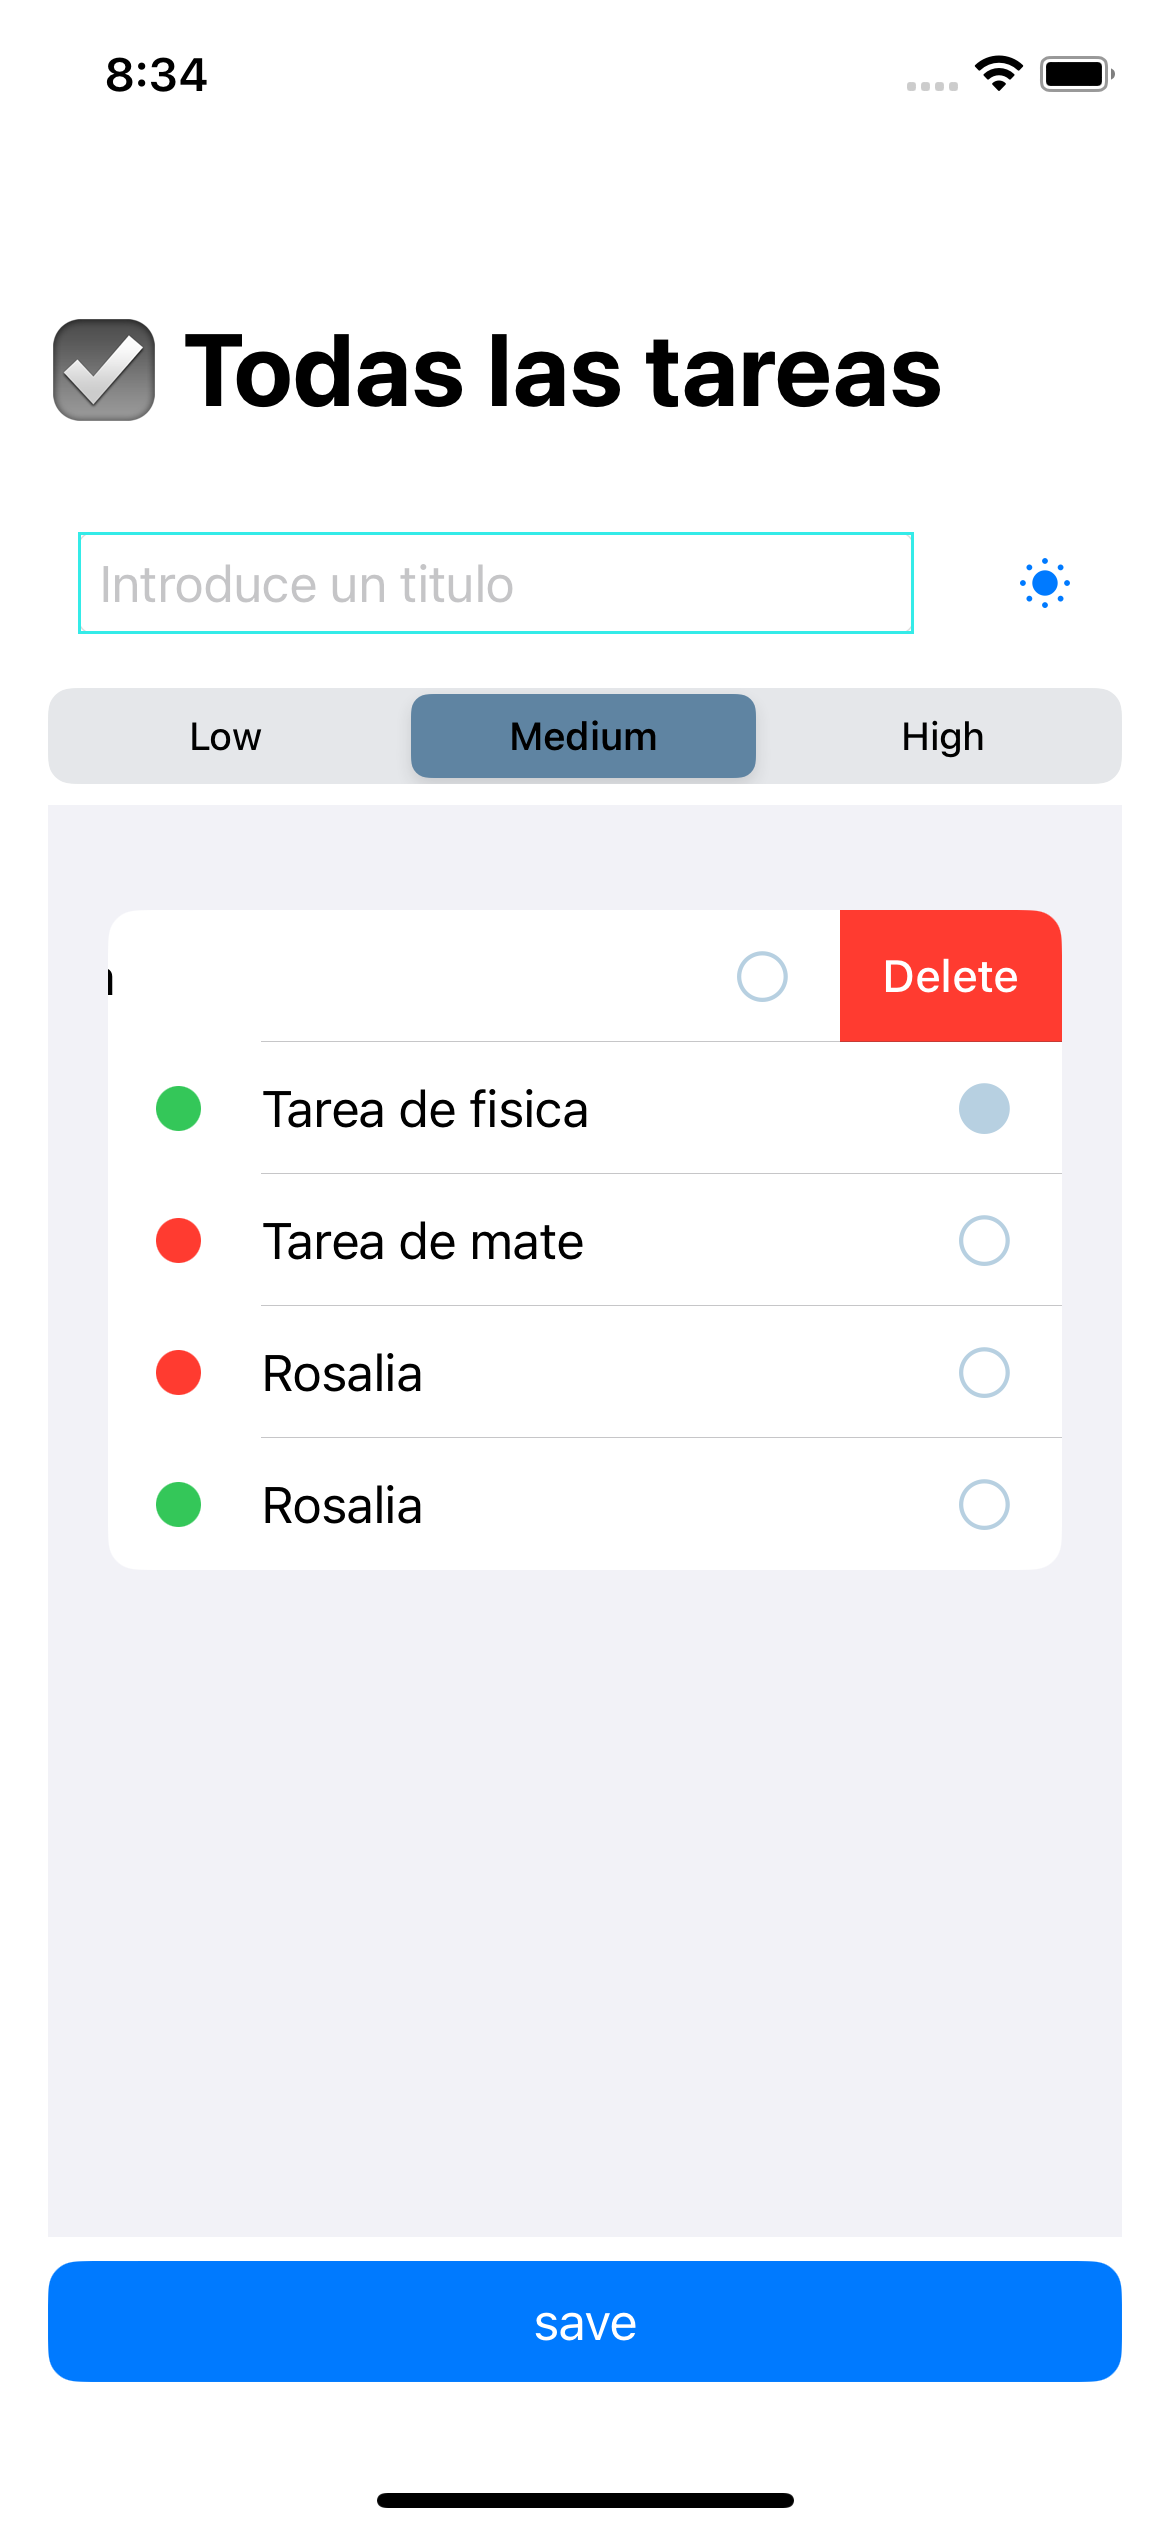 8:34
Todas las tareas
Introduce un titulo
Low Medium High
Delete
Tarea de fisica
Tarea de mate
Rosalia
Rosalia
save